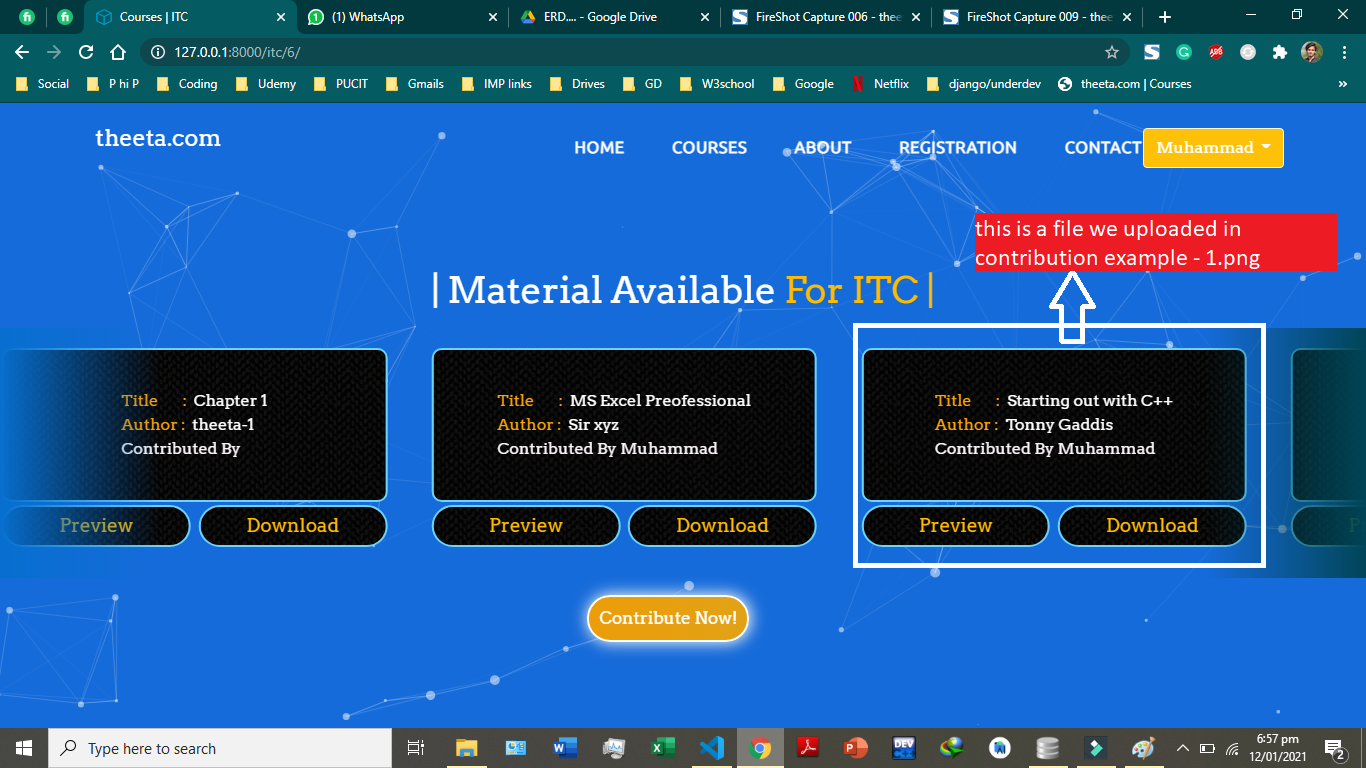 Courses | ITC
(1) WhatsApp
ERD.... - Google Drive
FireShot Capture 006 - thee
FireShot Capture 009 - thee
127.0.0.1:8000/itc/6/
Social
P hi P
Coding
Udemy
PUCIT
Gmails
IMP links
Drives
GD
W3school
Google
Netflix
django/underdev
theeta.com | Courses
»
theeta.com
HOME
COURSES
ABOUT
REGISTRATION
CONTACT
Muhammad
this is a file we uploaded in
contribution example - 1.png
| Material Available For ITC |
Title : Chapter 1
Author : theeta-1
Contributed By
Preview
Download
Title : MS Excel Preofessional
Author : Sir xyz
Contributed By Muhammad
Preview
Download
Title : Starting out with C++
Author : Tonny Gaddis
Contributed By Muhammad
Preview
Download
Contribute Now!
Type here to search
DEV
6:57 pm
12/01/2021
2